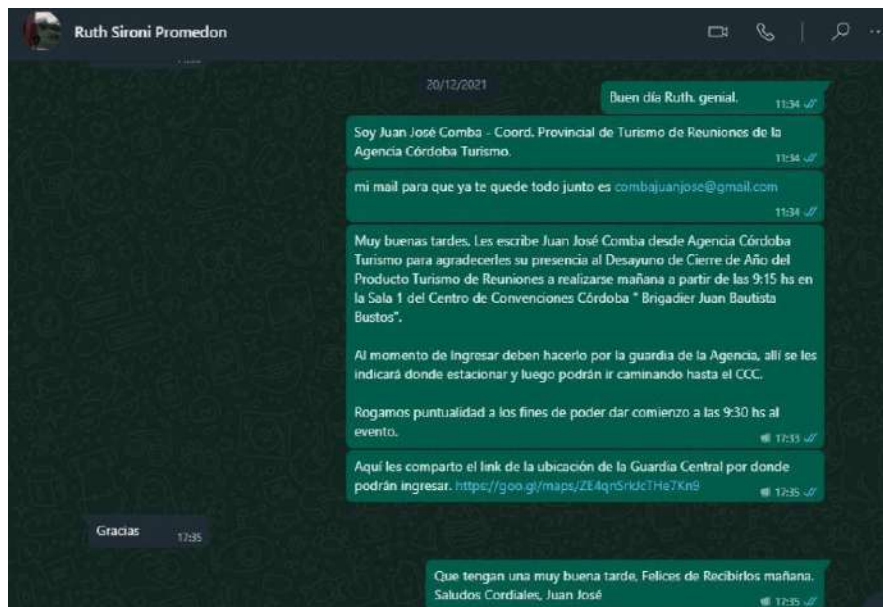 Ruth Sironi Promedon
20/12/2021
Buen día Ruth. genial.
11:34
Soy Juan José Comba - Coord. Provincial de Turismo de Reuniones de la
Agencia Córdoba Turismo.
11:34
mi mail para que ya te quede todo junto es combajuanjose@gmail.com
11:34
Muy buenas tardes, Les escribe Juan José Comba desde Agencia Córdoba
Turismo para agradecerles su presencia al Desayuno de Cierre de Año del
Producto Turismo de Reuniones a realizarse mañana a partir de las 9:15 hs en
la Sala 1 del Centro de Convenciones Córdoba " Brigadier Juan Bautista
Bustos".
Al momento de Ingresar deben hacerlo por la guardia de la Agencia, allí se les
indicará donde estacionar y luego podrán ir caminando hasta el CCC.
Rogamos puntualidad a los fines de poder dar comienzo a las 9:30 hs al
evento.
17:33
Aquí les comparto el link de la ubicación de la Guardia Central por donde
podrán ingresar.
17:35
Gracias
17:35
Que tengan una muy buena tarde, Felices de Recibirlos mañana.
Saludos Cordiales, Juan José
17:35